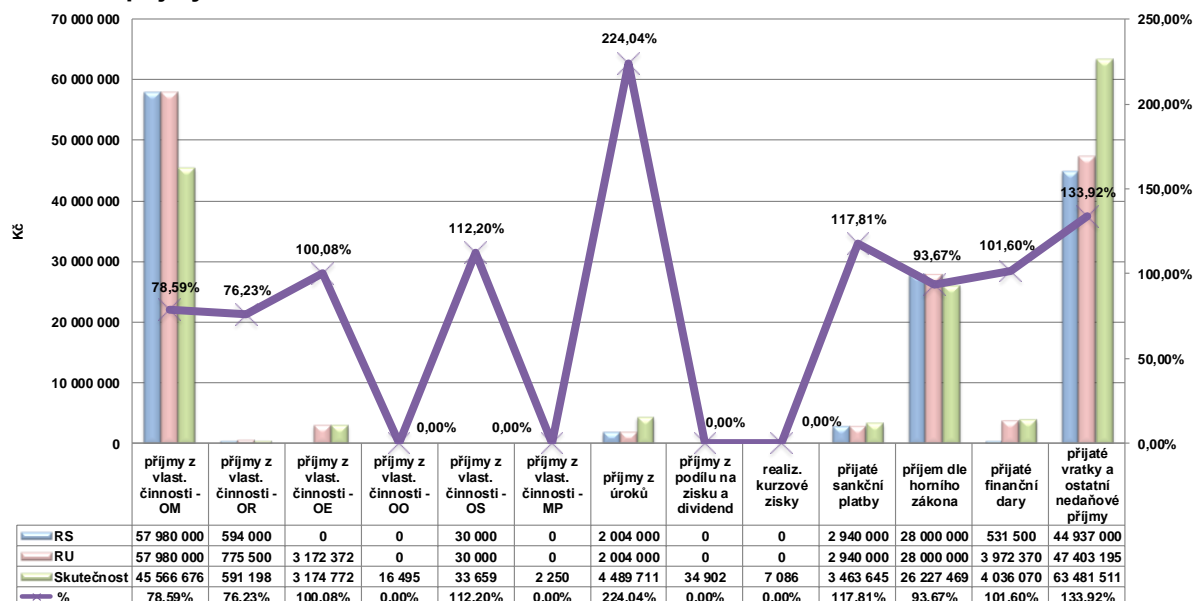 70 000 000
60 000 000
50 000 000
40 000 000
30 000 000
20 000 000
10 000 000
0
Kč
250,00%
200,00%
150,00%
100,00%
50,00%
0,00%
78,59%
76,23%
100,08%
0,00%
112,20%
0,00%
224,04%
0,00%
0,00%
117,81%
93,67%
101,60%
133,92%
příjmy z vlast. činnosti - OM
příjmy z vlast. činnosti - OR
příjmy z vlast. činnosti - OE
příjmy z vlast. činnosti - OO
příjmy z vlast. činnosti - OS
příjmy z vlast. činnosti - MP
příjmy z úroků
příjmy z podílu na zisku a dividend
realiz. kurzové zisky
přijaté sankční platby
příjem dle horního zákona
přijaté finanční dary
přijaté vratky a ostatní nedaňové příjmy
RS 57 980 000 594 000 0 0 30 000 0 2 004 000 0 0 2 940 000 28 000 000 531 500 44 937 000
RU 57 980 000 775 500 3 172 372 0 30 000 0 2 004 000 0 0 2 940 000 28 000 000 3 972 370 47 403 195
Skutečnost 45 566 676 591 198 3 174 772 16 495 33 659 2 250 4 489 711 34 902 7 086 3 463 645 26 227 469 4 036 070 63 481 511
% 78,59% 76,23% 100,08% 0,00% 112,20% 0,00% 224,04% 0,00% 0,00% 117,81% 93,67% 101,60% 133,92%